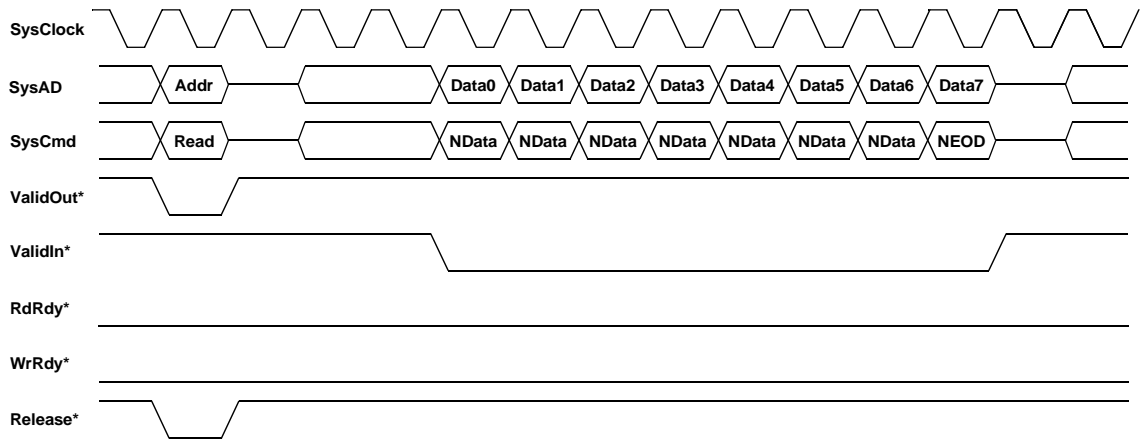 SysClock
SysAD Addr Data0 Data1 Data2 Data3 Data4 Data5 Data6 Data7
SysCmd Read NData NData NData NData NData NData NData NEOD
ValidOut*
ValidIn*
RdRdy*
WrRdy*
Release*